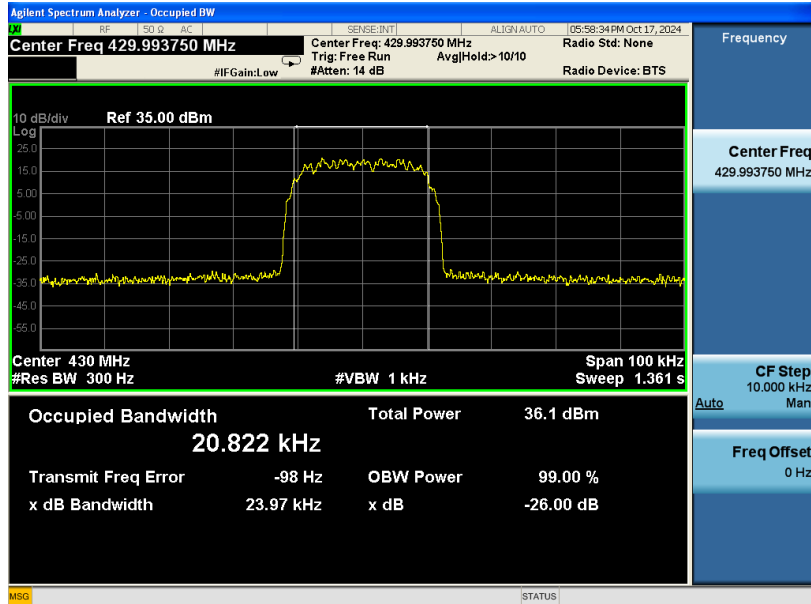 Agilent Spectrum Analyzer - Occupied BW
LXI RF 50 Ω AC SENSE:INT ALIGN AUTO 05:58:34 PM Oct 17, 2024
Center Freq 429.993750 MHz
Center Freq: 429.993750 MHz Radio Std: None
Trig: Free Run Avg|Hold:>10/10
#IFGain:Low #Atten: 14 dB Radio Device: BTS
10 dB/div Ref 35.00 dBm
Log
25.0
15.0
5.00
-5.00
-15.0
-25.0
-35.0
-45.0
-55.0
Center 430 MHz Span 100 kHz
#Res BW 300 Hz #VBW 1 kHz Sweep 1.361 s
Occupied Bandwidth Total Power 36.1 dBm
20.822 kHz
Transmit Freq Error -98 Hz OBW Power 99.00 %
x dB Bandwidth 23.97 kHz x dB -26.00 dB
MSG STATUS
Frequency
Center Freq
429.993750 MHz
CF Step
10.000 kHz
Auto Man
Freq Offset
0 Hz